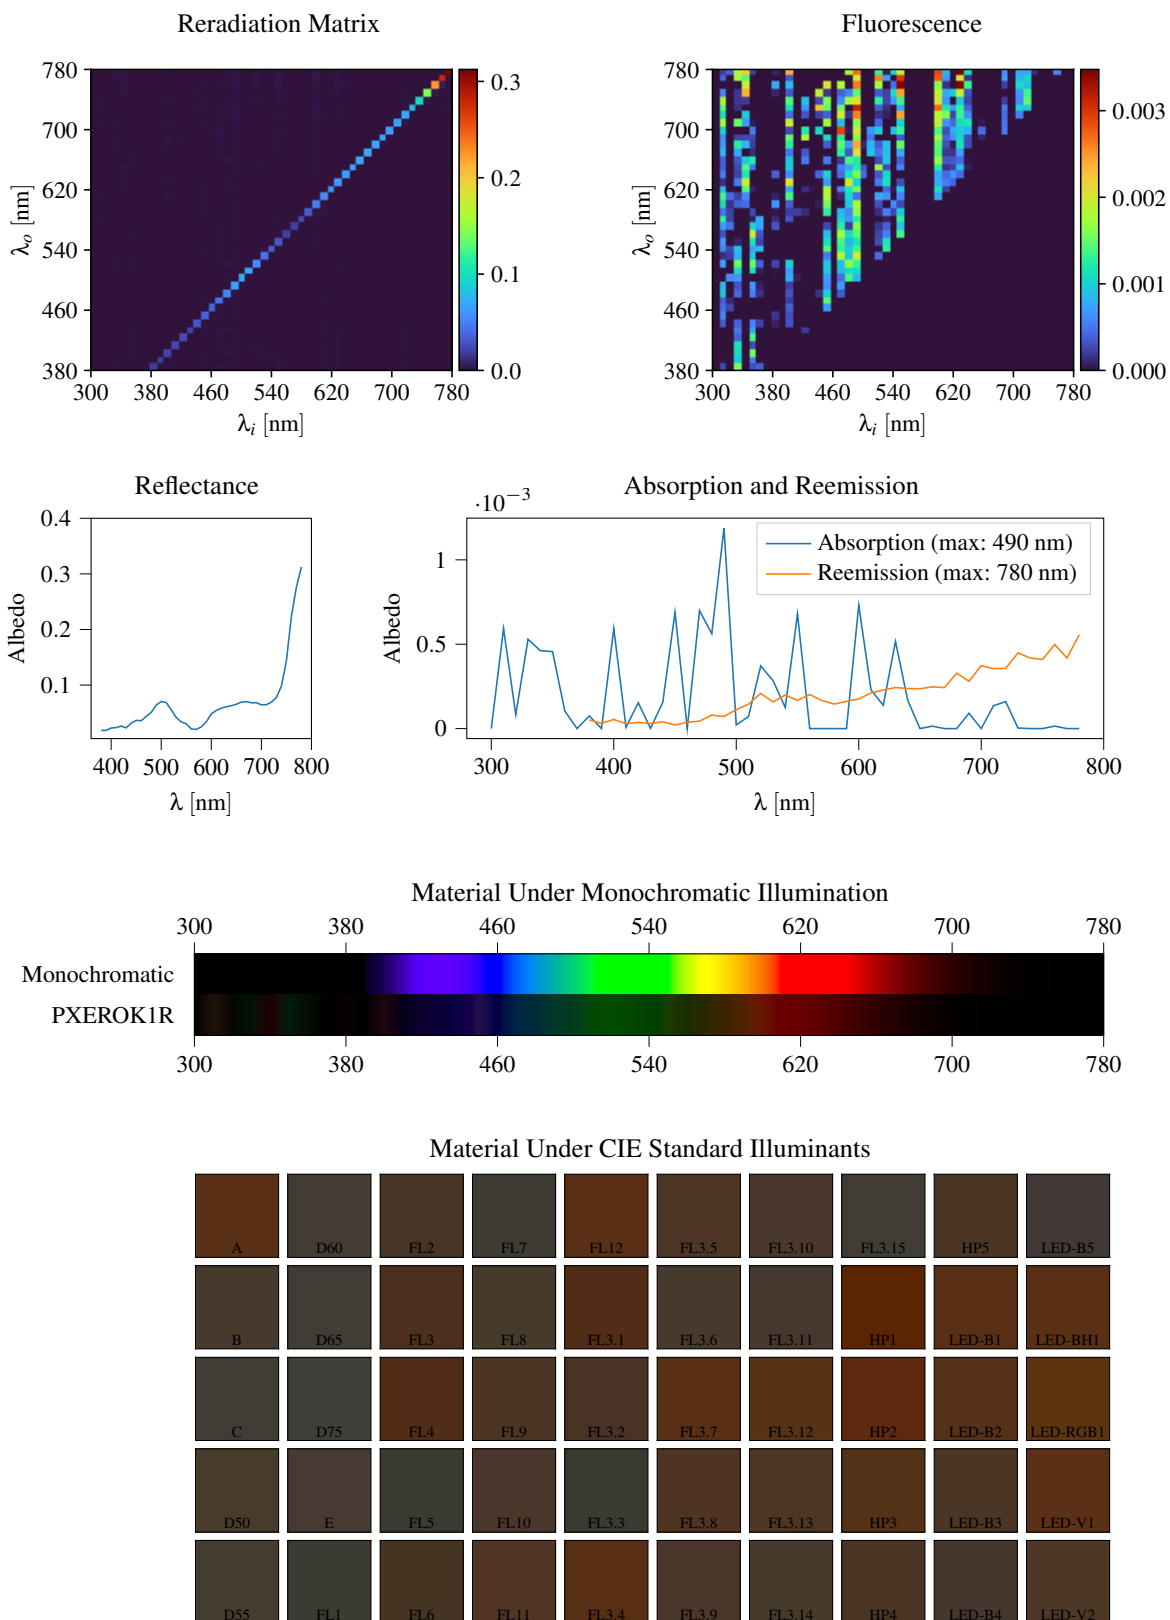 Reradiation Matrix
Fluorescence
780
700
620
540
460
380
λo [nm]
300 380 460 540 620 700 780
λi [nm]
0.3
0.2
0.1
0.0
780
700
620
540
460
380
λo [nm]
300 380 460 540 620 700 780
λi [nm]
0.003
0.002
0.001
0.000
Reflectance
0.4
0.3
0.2
0.1
Albedo
400 500 600 700 800
λ [nm]
Absorption and Reemission
·10−3
1
0.5
0
Albedo
Absorption (max: 490 nm)
Reemission (max: 780 nm)
300 400 500 600 700 800
λ [nm]
Material Under Monochromatic Illumination
300 380 460 540 620 700 780
Monochromatic
PXEROK1R
300 380 460 540 620 700 780
Material Under CIE Standard Illuminants
A D60 FL2 FL7 FL12 FL3.5 FL3.10 FL3.15 HP5 LED-B5
B D65 FL3 FL8 FL3.1 FL3.6 FL3.11 HP1 LED-B1 LED-BH1
C D75 FL4 FL9 FL3.2 FL3.7 FL3.12 HP2 LED-B2 LED-RGB1
D50 E FL5 FL10 FL3.3 FL3.8 FL3.13 HP3 LED-B3 LED-V1
D55 FL1 FL6 FL11 FL3.4 FL3.9 FL3.14 HP4 LED-B4 LED-V2